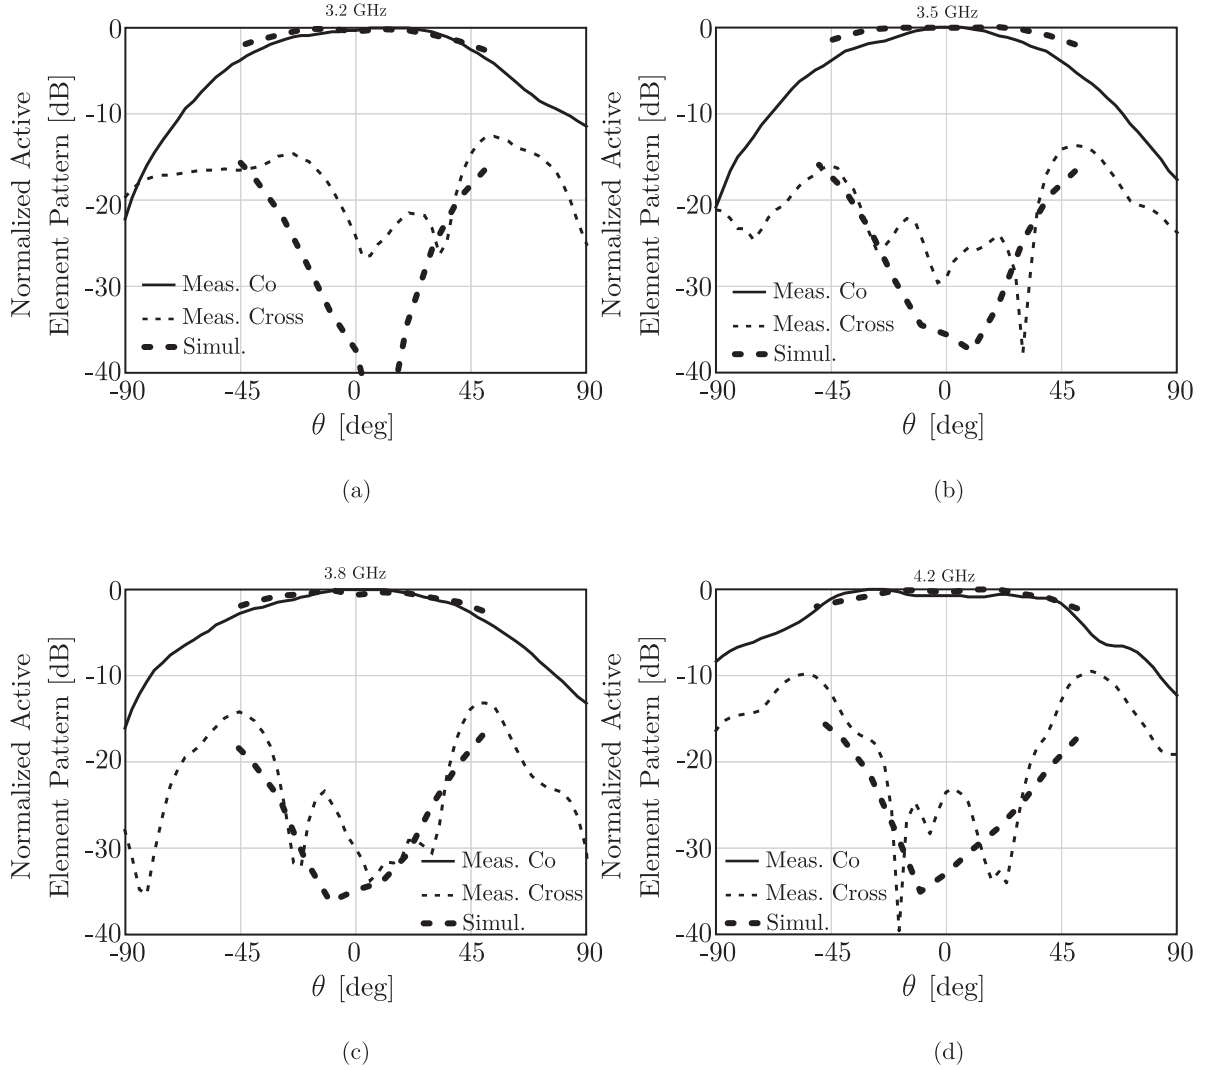 3.2 GHz
0
-10
-20
-30
-40
Normalized Active
Element Pattern [dB]
Meas. Co
Meas. Cross
Simul.
-90
-45
0
45
90
θ [deg]
(a)
3.5 GHz
0
-10
-20
-30
-40
Normalized Active
Element Pattern [dB]
Meas. Co
Meas. Cross
Simul.
-90
-45
0
45
90
θ [deg]
(b)
3.8 GHz
0
-10
-20
-30
-40
Normalized Active
Element Pattern [dB]
Meas. Co
Meas. Cross
Simul.
-90
-45
0
45
90
θ [deg]
(c)
4.2 GHz
0
-10
-20
-30
-40
Normalized Active
Element Pattern [dB]
Meas. Co
Meas. Cross
Simul.
-90
-45
0
45
90
θ [deg]
(d)